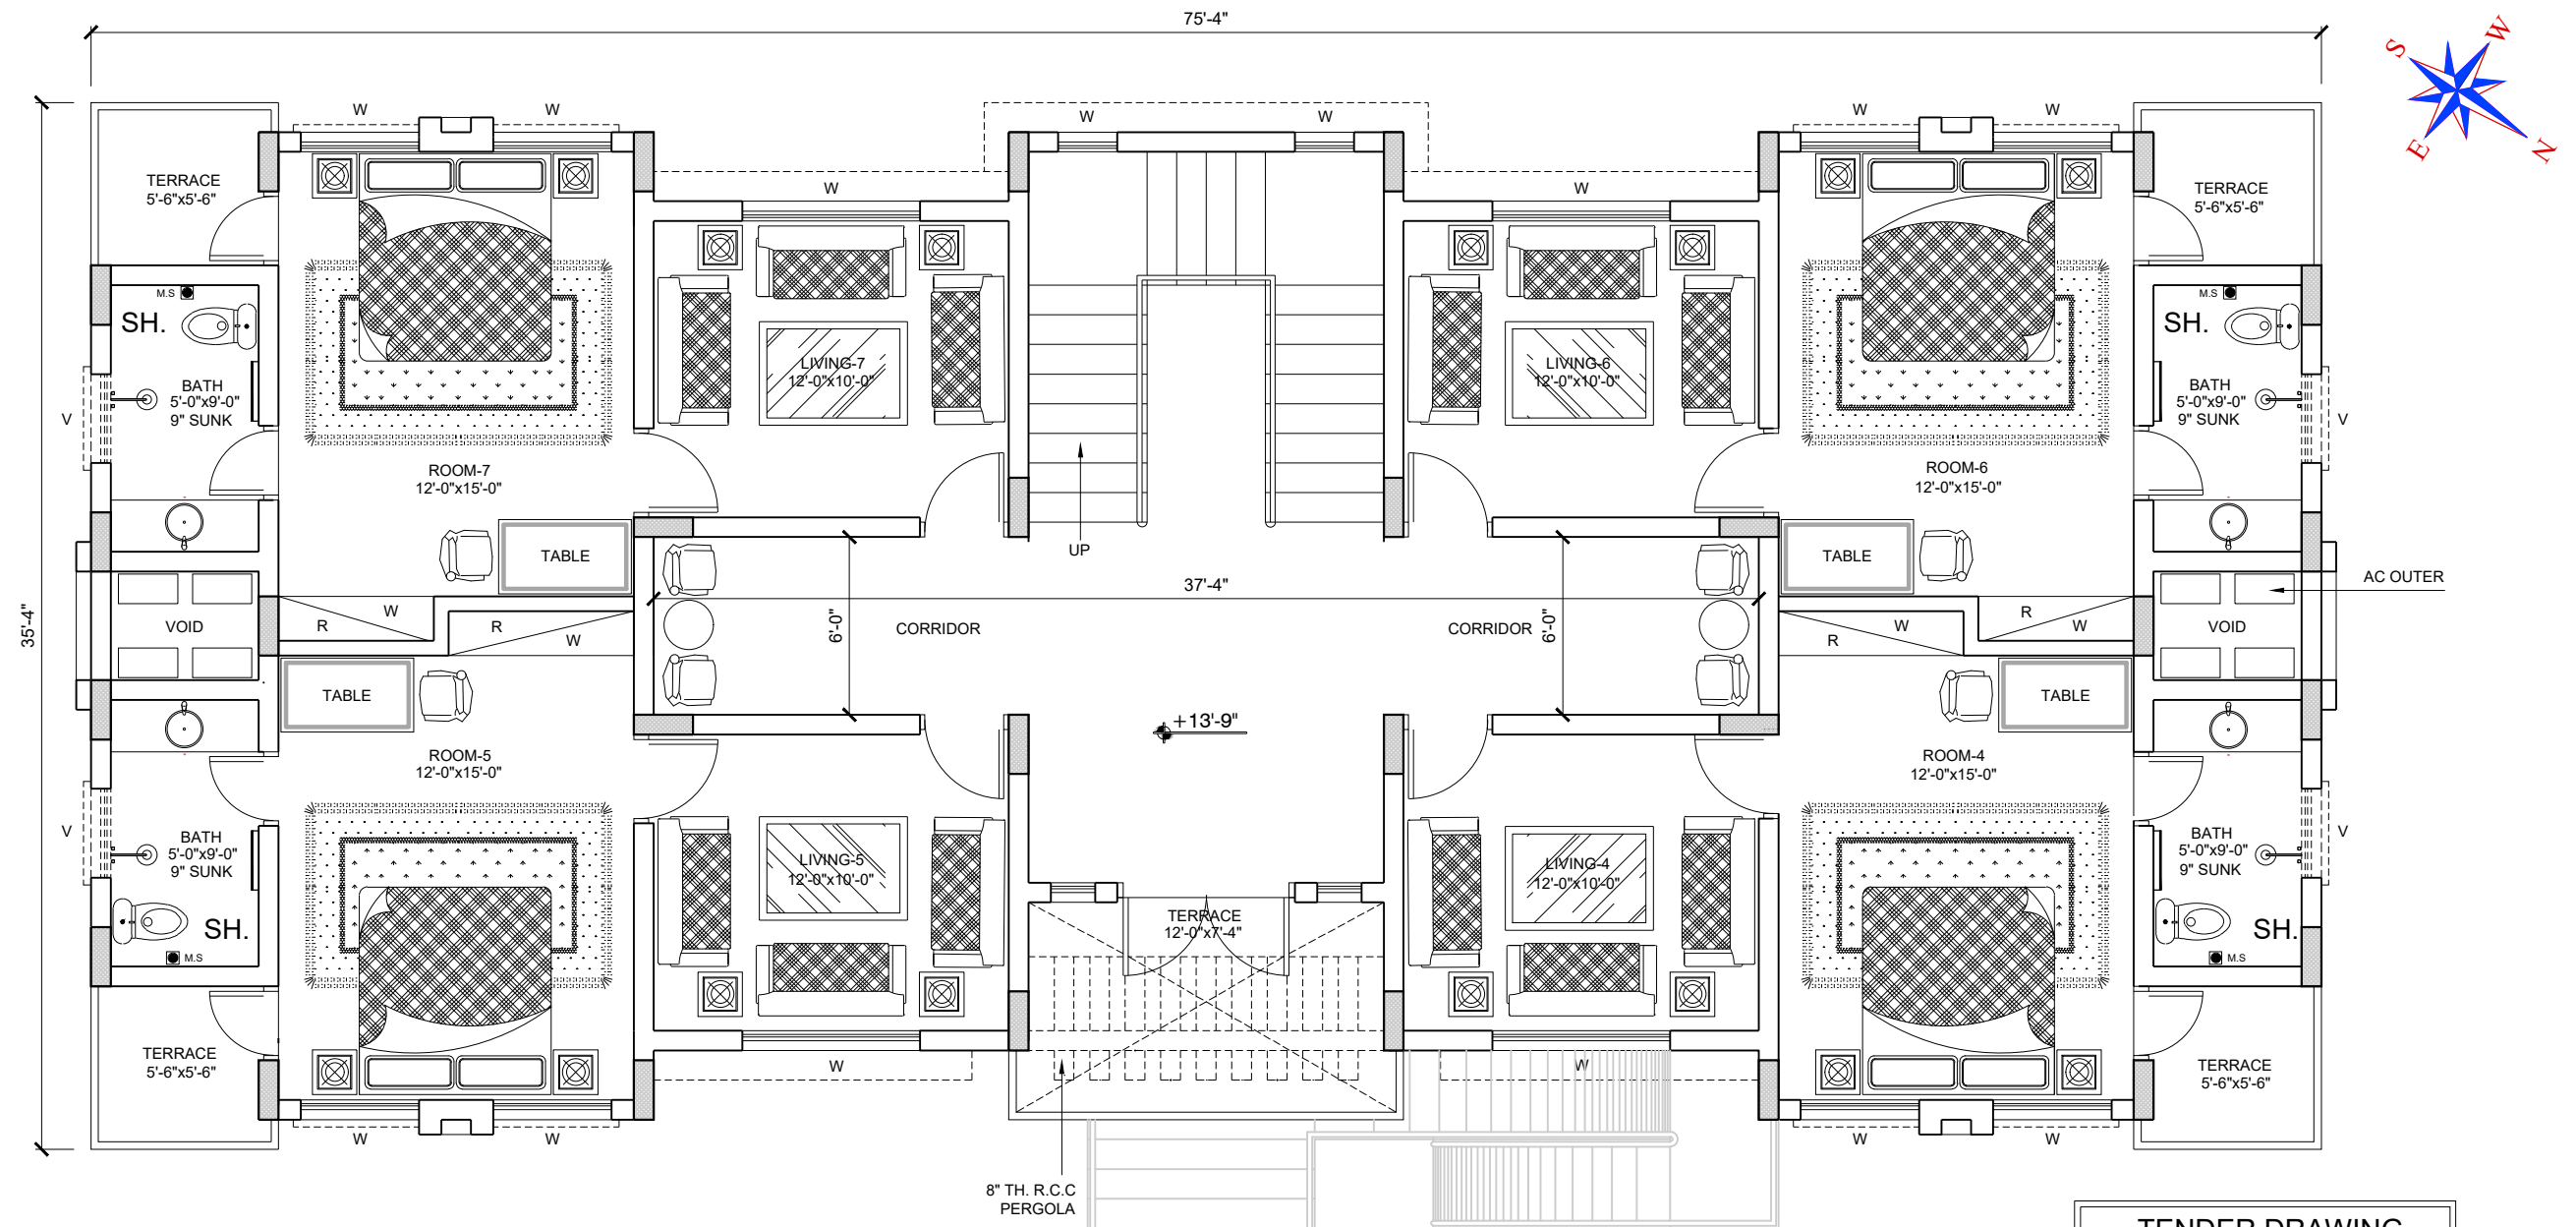 75'-4"
S
W
E
N
W
W
W
W
W
W
TERRACE
5'-6"x5'-6"
W
W
TERRACE
5'-6"x5'-6"
M.S
SH.
M.S
SH.
LIVING-7
12'-0"x10'-0"
LIVING-6
12'-0"x10'-0"
V
BATH
5'-0"x9'-0"
9" SUNK
BATH
5'-0"x9'-0"
9" SUNK
V
ROOM-7
12'-0"x15'-0"
ROOM-6
12'-0"x15'-0"
TABLE
UP
TABLE
AC OUTER
37'-4"
35'-4"
VOID
R
W
R
W
6'-0"
CORRIDOR
CORRIDOR
6'-0"
R
W
R
W
VOID
TABLE
TABLE
+13'-9"
ROOM-5
12'-0"x15'-0"
ROOM-4
12'-0"x15'-0"
V
BATH
5'-0"x9'-0"
9" SUNK
LIVING-5
12'-0"x10'-0"
LIVING-4
12'-0"x10'-0"
BATH
5'-0"x9'-0"
9" SUNK
V
SH.
M.S
TERRACE
12'-0"x7'-4"
SH.
M.S
TERRACE
5'-6"x5'-6"
W
W
TERRACE
5'-6"x5'-6"
W
W
W
W
8" TH. R.C.C
PERGOLA
TENDER DRAWING